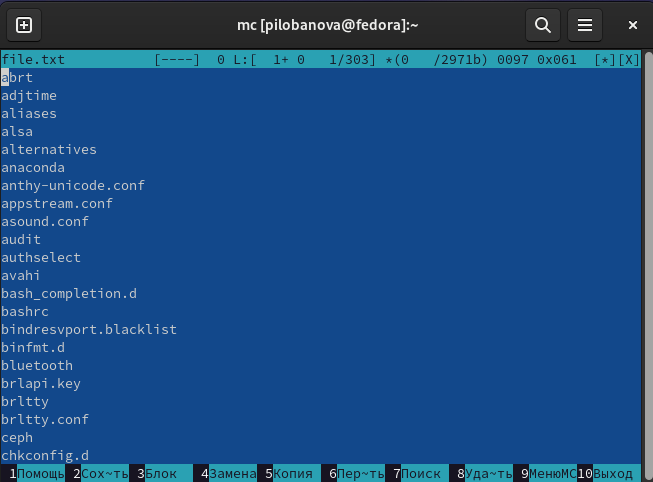 mc [pilobanova@fedora]:~
file.txt [----] 0 L:[ 1+ 0 1/303] *(0 /2971b) 0097 0x061 [*][X]
abrt
adjtime
aliases
alsa
alternatives
anaconda
anthy-unicode.conf
appstream.conf
asound.conf
audit
authselect
avahi
bash_completion.d
bashrc
bindresvport.blacklist
binfmt.d
bluetooth
brlapi.key
brltty
brltty.conf
ceph
chkconfig.d
1Помощь 2Сох~ть 3Блок 4Замена 5Копия 6Пер~ть 7Поиск 8Уда~ть 9МенюMC 10Выход